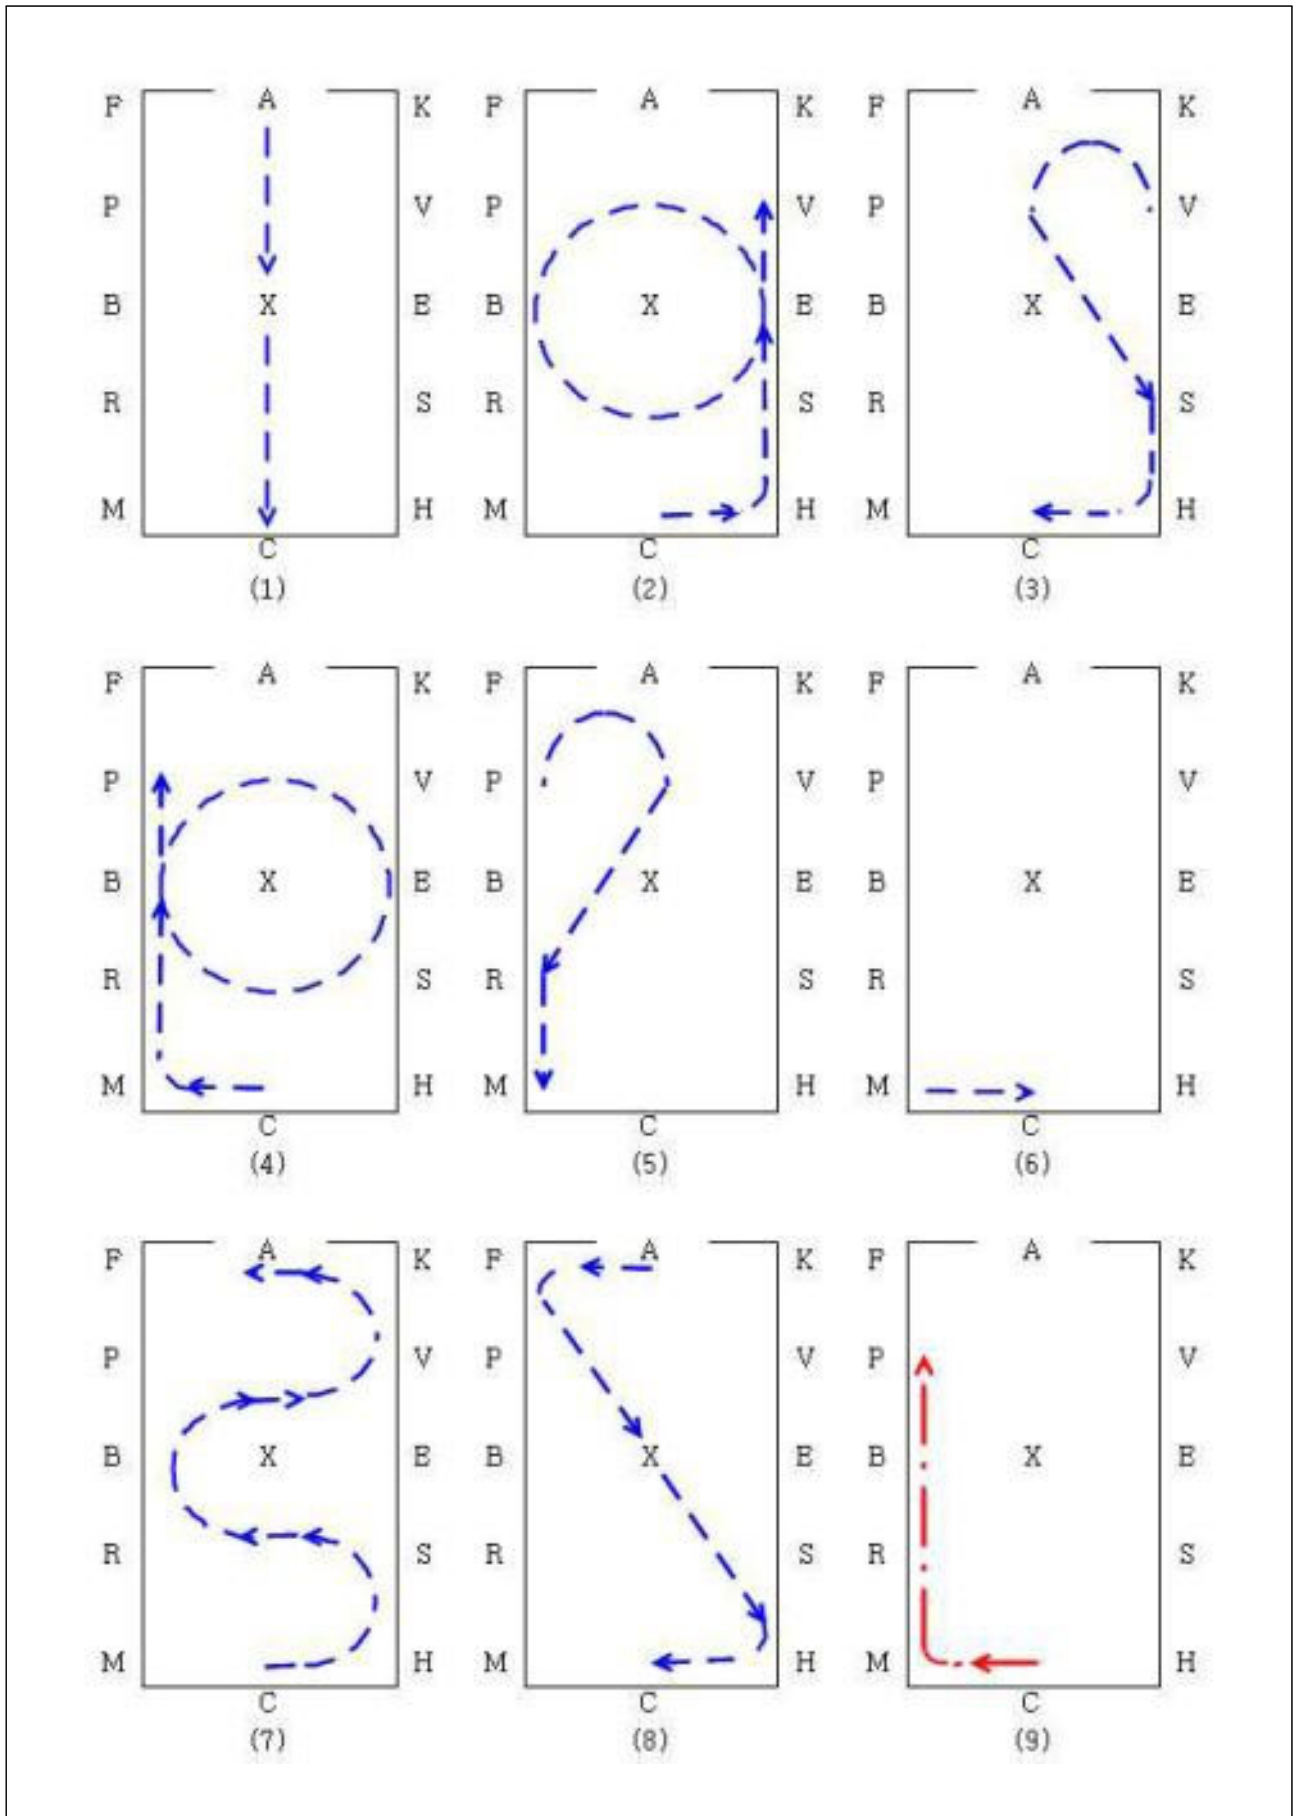 F A K F A K F A K
P V P V P V
B X E B X E B X E
R S R S R S
M H M H M H
C C C
(1) (2) (3)
F A K F A K F A K
P V P V P V
B X E B X E B X E
R S R S R S
M H M H M H
C C C
(4) (5) (6)
F A K F A K F A K
P V P V P V
B X E B X E B X E
R S R S R S
M H M H M H
C C C
(7) (8) (9)